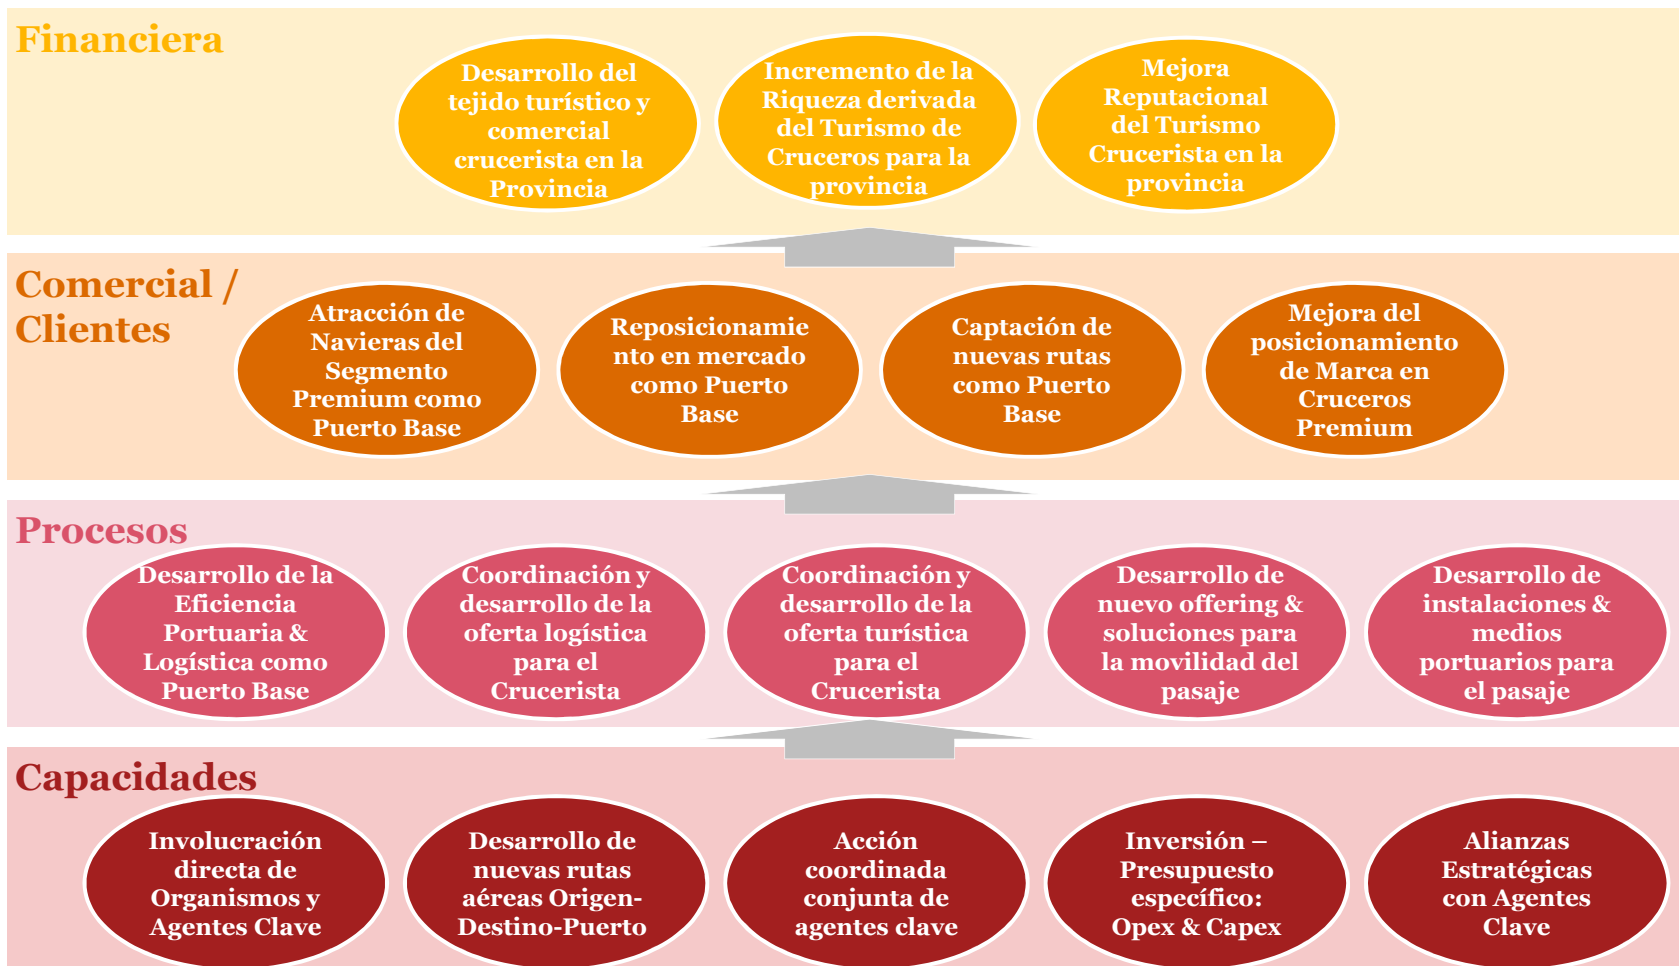 Financiera
Desarrollo del
tejido turístico y
comercial
crucerista en la
Provincia
Incremento de la
Riqueza derivada
del Turismo de
Cruceros para la
provincia
Mejora
Reputacional
del Turismo
Crucerista en la
provincia
Comercial /
Clientes
Atracción de
Navieras del
Segmento
Premium como
Puerto Base
Reposicionamie
nto en mercado
como Puerto
Base
Captación de
nuevas rutas
como Puerto
Base
Mejora del
posicionamiento
de Marca en
Cruceros
Premium
Procesos
Desarrollo de la
Eficiencia
Portuaria &
Logística como
Puerto Base
Coordinación y
desarrollo de la
oferta logística
para el
Crucerista
Coordinación y
desarrollo de la
oferta turística
para el
Crucerista
Desarrollo de
nuevo offering &
soluciones para
la movilidad del
pasaje
Desarrollo de
instalaciones &
medios
portuarios para
el pasaje
Capacidades
Involucración
directa de
Organismos y
Agentes Clave
Desarrollo de
nuevas rutas
aéreas Origen-
Destino-Puerto
Acción
coordinada
conjunta de
agentes clave
Inversión –
Presupuesto
específico:
Opex & Capex
Alianzas
Estratégicas
con Agentes
Clave